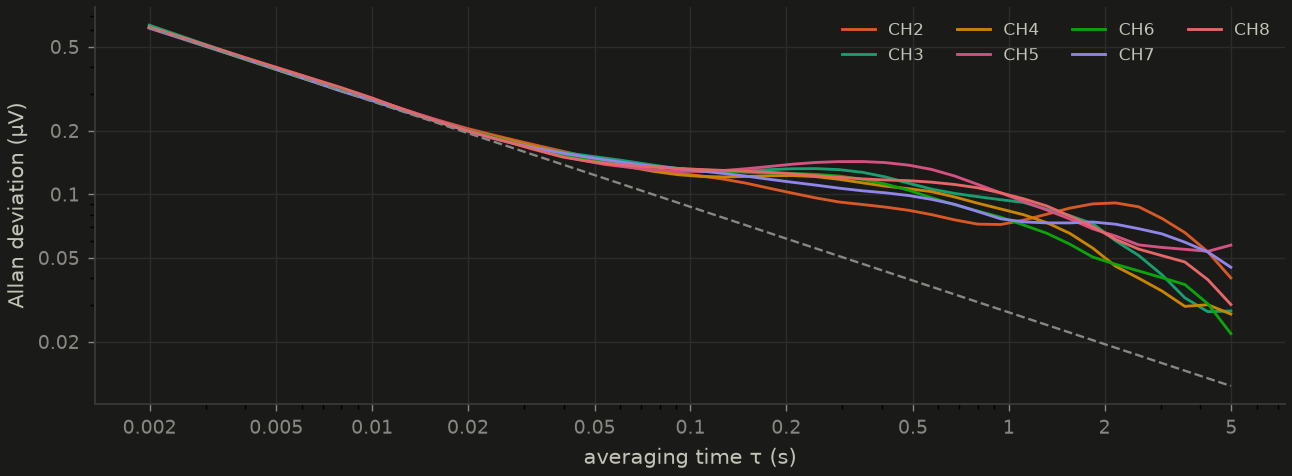 CH2 CH4 CH6 CH8
CH3 CH5 CH7
Allan deviation (µV)
0.5
0.2
0.1
0.05
0.02
0.002 0.005 0.01 0.02 0.05 0.1 0.2 0.5 1 2 5
averaging time τ (s)